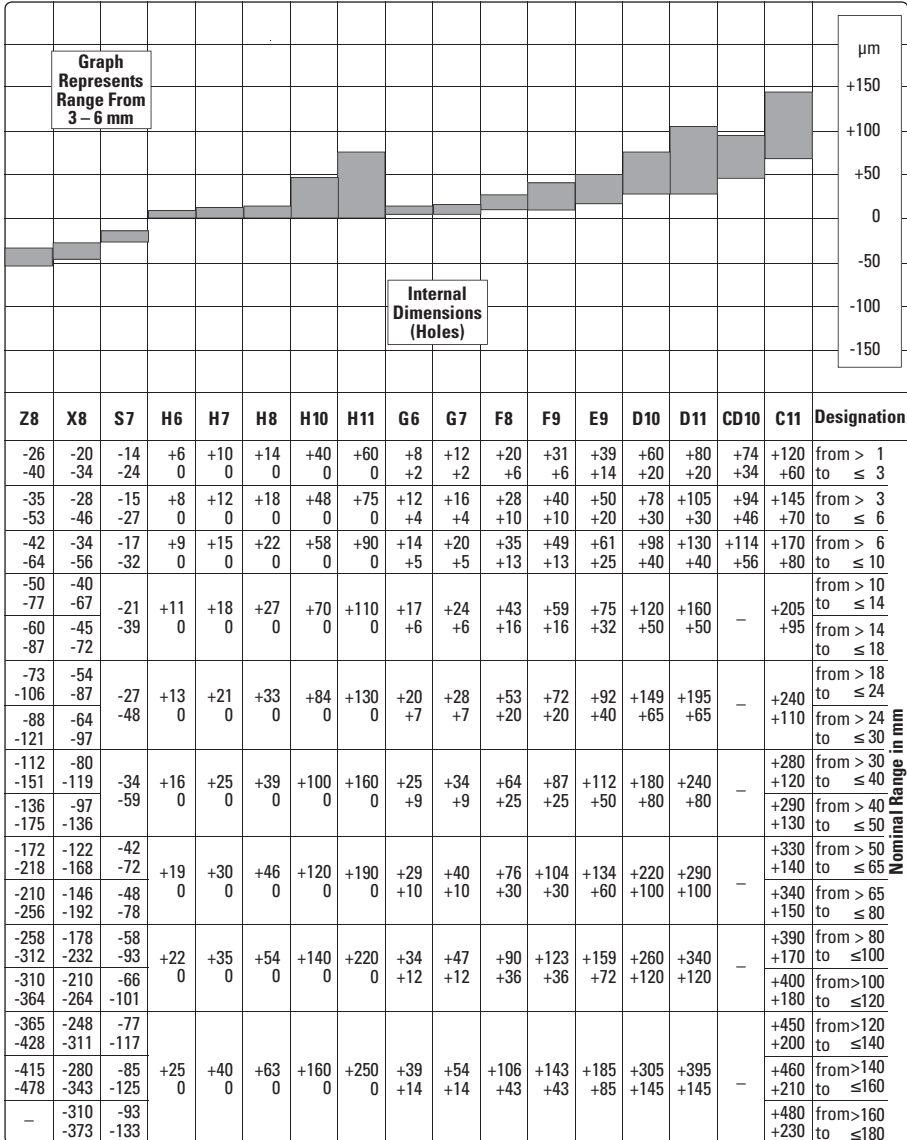 Graph
Represents
Range From
3 – 6 mm
µm
+150
+100
+50
0
-50
-100
-150
Internal
Dimensions
(Holes)
Z8 X8 S7 H6 H7 H8 H10 H11 G6 G7 F8 F9 E9 D10 D11 CD10 C11 Designation
-26 -20 -14 +6 +10 +14 +40 +60 +8 +12 +20 +31 +39 +60 +80 +74 +120 from > 1
-40 -34 -24 0 0 0 0 0 +2 +2 +6 +6 +14 +20 +20 +34 +60 to ≤ 3
-35 -28 -15 +8 +12 +18 +48 +75 +12 +16 +28 +40 +50 +78 +105 +94 +145 from > 3
-53 -46 -27 0 0 0 0 0 +4 +4 +10 +10 +20 +30 +30 +46 +70 to ≤ 6
-42 -34 -17 +9 +15 +22 +58 +90 +14 +20 +35 +49 +61 +98 +130 +114 +170 from > 6
-64 -56 -32 0 0 0 0 0 +5 +5 +13 +13 +25 +40 +40 +56 +80 to ≤ 10
-50 -40 from > 10
-77 -67 to ≤ 14
-21 +11 +18 +27 +70 +110 +17 +24 +43 +59 +75 +120 +160 – +205
-39 0 0 0 0 0 +6 +6 +16 +16 +32 +50 +50 +95
-60 -45 from > 14
-87 -72 to ≤ 18
-73 -54 from > 18
-106 -87 to ≤ 24
-27 +13 +21 +33 +84 +130 +20 +28 +53 +72 +92 +149 +195 – +240
-48 0 0 0 0 0 +7 +7 +20 +20 +40 +65 +65 +110
-88 -64 from > 24
-121 -97 to ≤ 30
-112 -80 +280 from > 30
-151 -119 +120 to ≤ 40
-34 +16 +25 +39 +100 +160 +25 +34 +64 +87 +112 +180 +240 –
-59 0 0 0 0 0 +9 +9 +25 +25 +50 +80 +80
-136 -97 +290 from > 40
-175 -136 +130 to ≤ 50
-172 -122 -42 +330 from > 50
-218 -168 -72 +140 to ≤ 65
+19 +30 +46 +120 +190 +29 +40 +76 +104 +134 +220 +290 –
0 0 0 0 0 +10 +10 +30 +30 +60 +100 +100
-210 -146 -48 +340 from > 65
-256 -192 -78 +150 to ≤ 80
-258 -178 -58 +390 from > 80
-312 -232 -93 +170 to ≤100
+22 +35 +54 +140 +220 +34 +47 +90 +123 +159 +260 +340 –
0 0 0 0 0 +12 +12 +36 +36 +72 +120 +120
-310 -210 -66 +400 from>100
-364 -264 -101 +180 to ≤120
-365 -248 -77 +450 from>120
-428 -311 -117 +200 to ≤140
-415 -280 -85 +25 +40 +63 +160 +250 +39 +54 +106 +143 +185 +305 +395 – +460 from>140
-478 -343 -125 0 0 0 0 0 +14 +14 +43 +43 +85 +145 +145 +210 to ≤160
– -310 -93 +480 from>160
-373 -133 +230 to ≤180
Nominal Range in mm